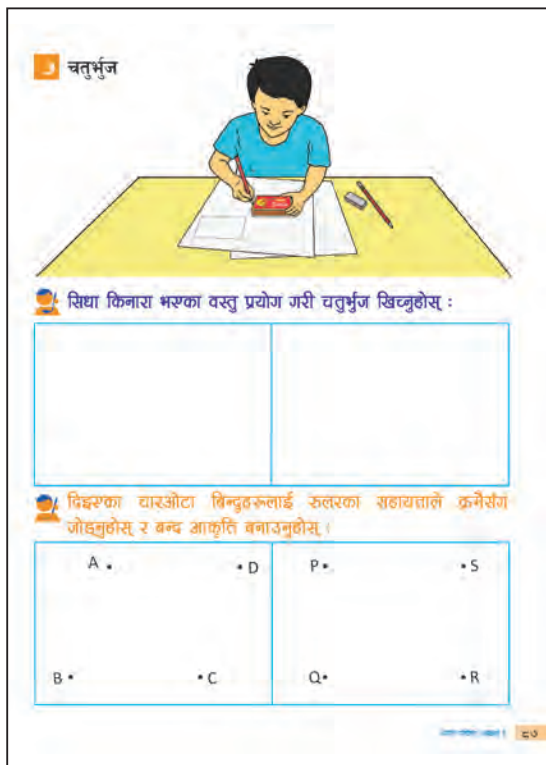 चतुर्भुज
सिधा किनारा भएका वस्तु प्रयोग गरी चतुर्भुज खिच्नुहोस् :
दिइएका चारओटा बिन्दुहरूलाई रुलरका सहायताले क्रमैसँग
जोड्नुहोस् र बन्द आकृति बनाउनुहोस् ।
A D P S
B C Q R
८७